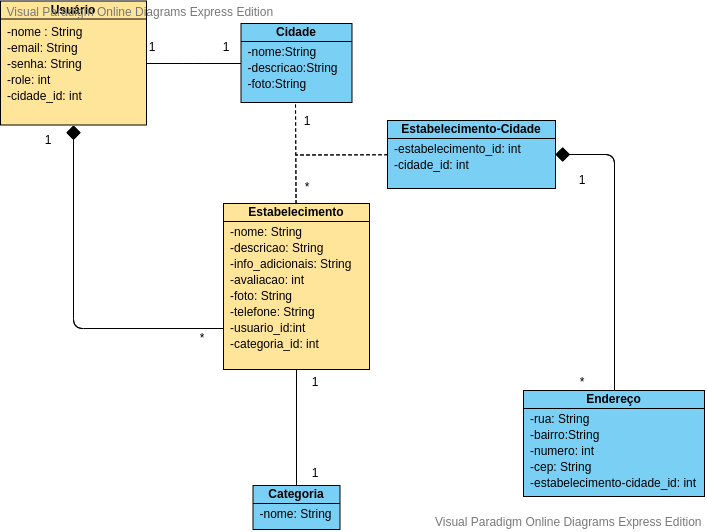 Visual Paradigm Online Diagrams Express Edition
Usuário
-nome : String
-email: String
-senha: String
-role: int
-cidade_id: int
1
1
Cidade
-nome:String
-descricao:String
-foto:String
1
*
Estabelecimento-Cidade
-estabelecimento_id: int
-cidade_id: int
1
*
1
*
Estabelecimento
-nome: String
-descricao: String
-info_adicionais: String
-avaliacao: int
-foto: String
-telefone: String
-usuario_id:int
-categoria_id: int
1
1
Categoria
-nome: String
Endereço
-rua: String
-bairro:String
-numero: int
-cep: String
-estabelecimento-cidade_id: int
Visual Paradigm Online Diagrams Express Edition